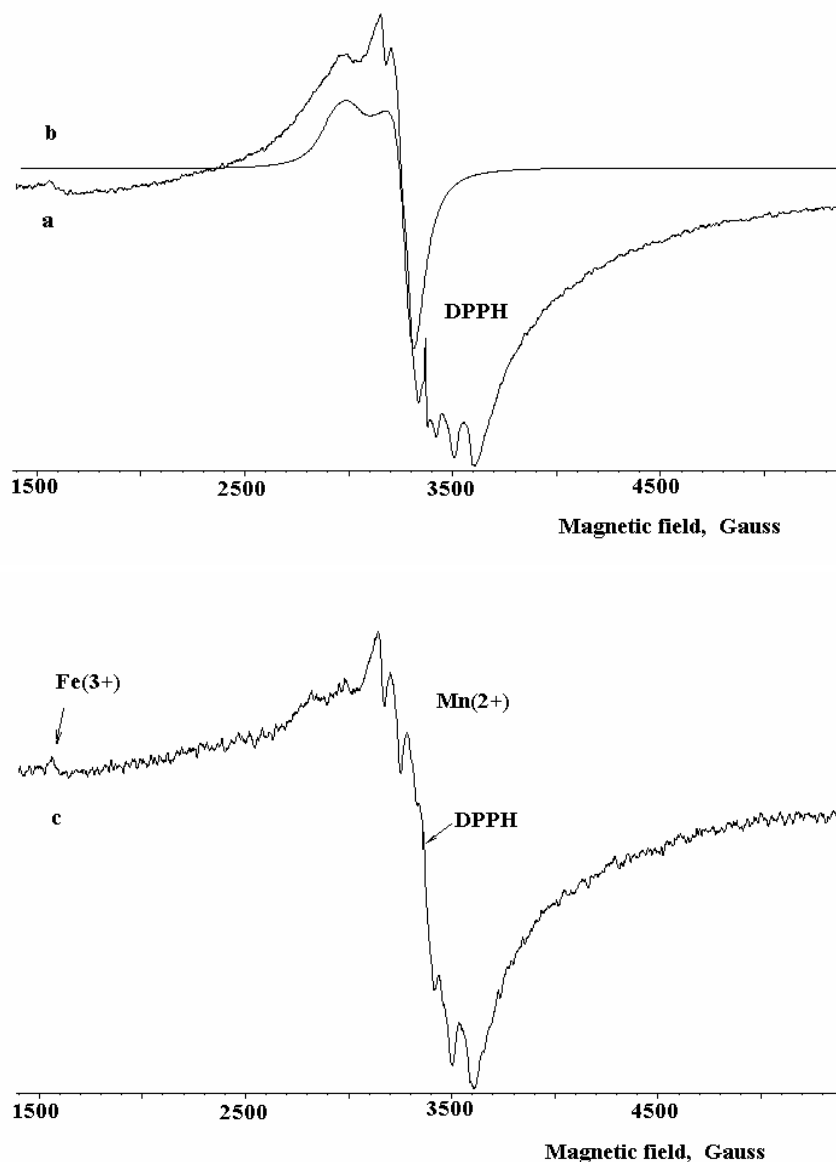 b
a
DPPH
1500 2500 3500 4500
Magnetic field, Gauss
Fe(3+)
Mn(2+)
c
DPPH
1500 2500 3500 4500
Magnetic field, Gauss